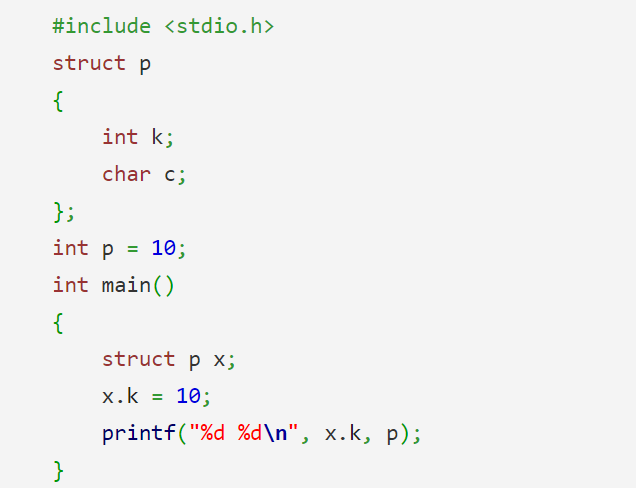 #include <stdio.h>
struct p
{
    int k;
    char c;
};
int p = 10;
int main()
{
    struct p x;
    x.k = 10;
    printf("%d %d\n", x.k, p);
}